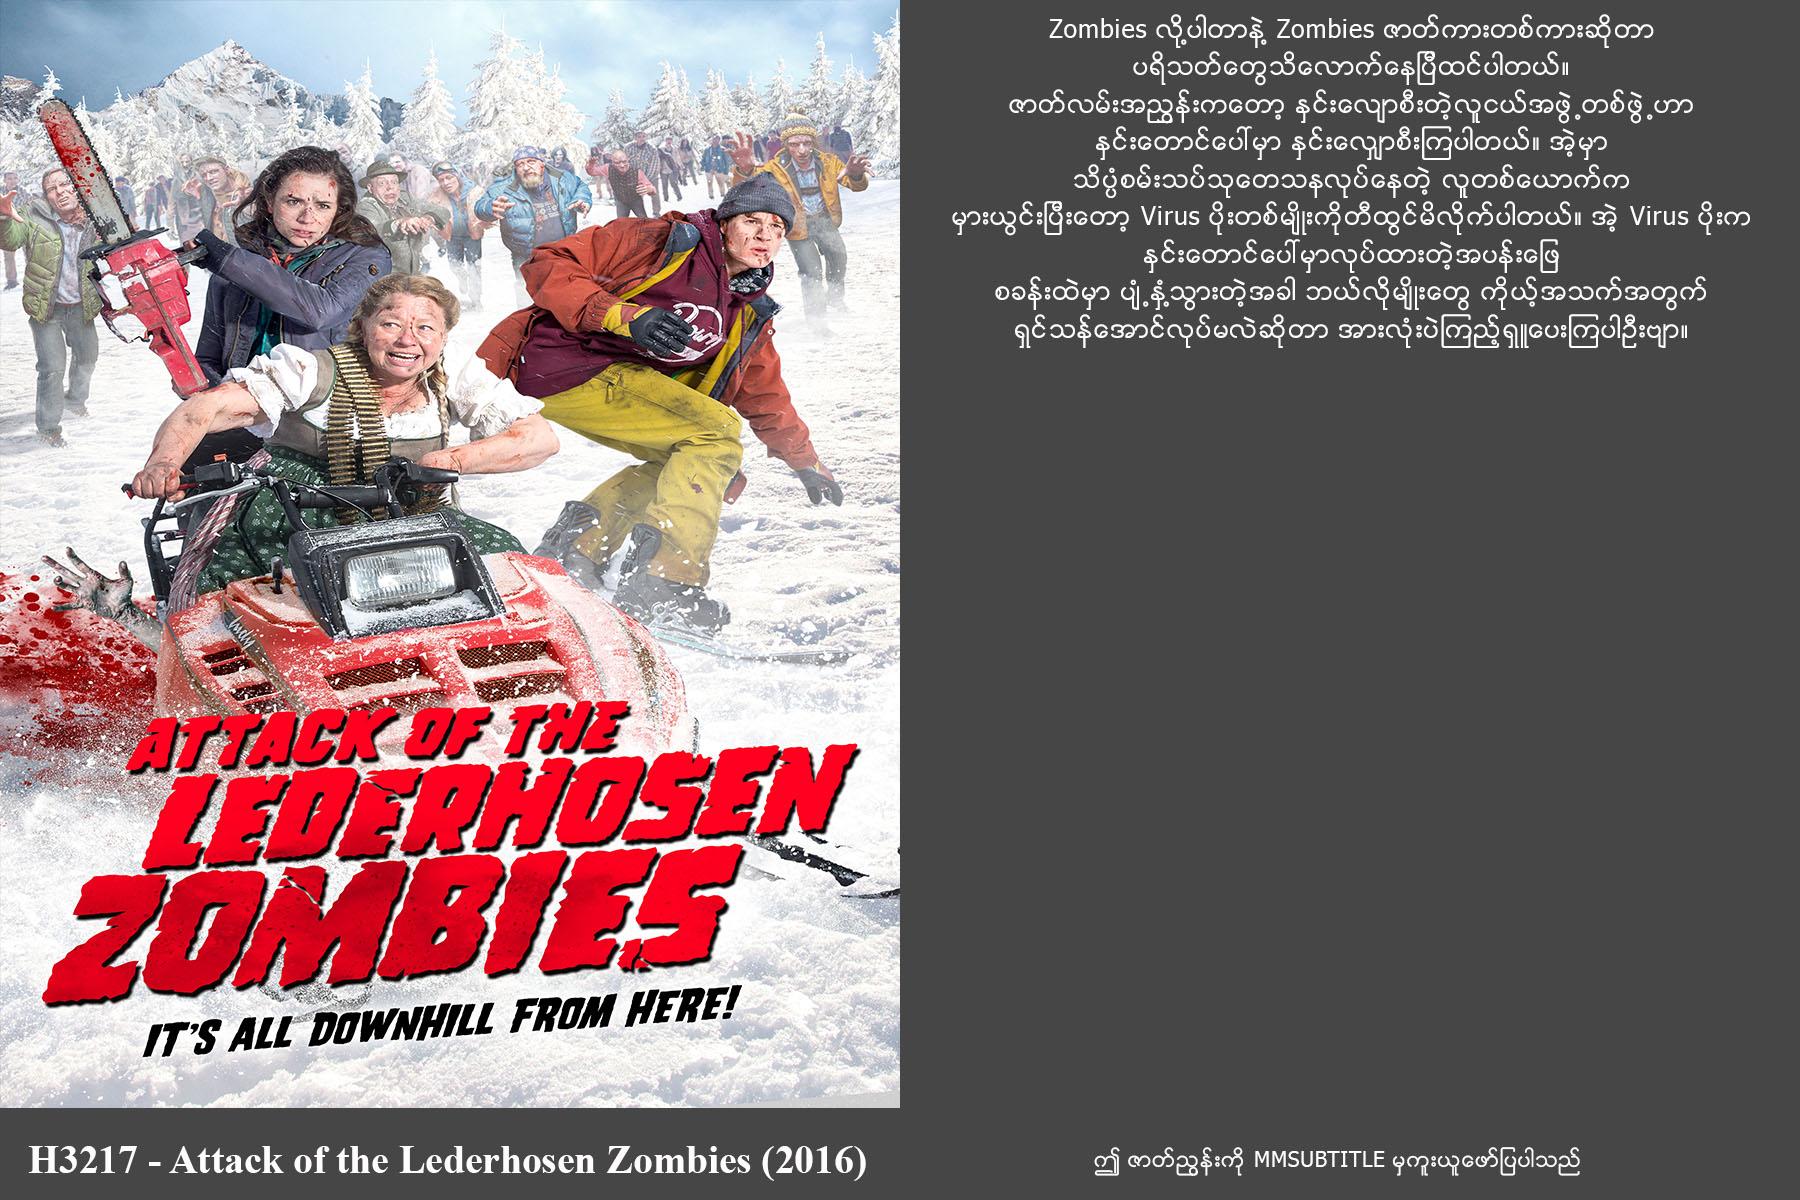 ATTACK OF THE
LEDERHOSEN
ZOMBIES
IT'S ALL DOWNHILL FROM HERE!
H3217 - Attack of the Lederhosen Zombies (2016)
Zombies လို့ပါတာနဲ့ Zombies ဇာတ်ကားတစ်ကားဆိုတာ
ပရိသတ်တွေသိလောက်နေပြီထင်ပါတယ်။
ဇာတ်လမ်းအညွှန်းကတော့ နှင်းလျောစီးတဲ့လူငယ်အဖွဲ့တစ်ဖွဲ့ဟာ
နှင်းတောင်ပေါ်မှာ နှင်းလျှောစီးကြပါတယ်။ အဲ့မှာ
သိပ္ပံစမ်းသပ်သုတေသနလုပ်နေတဲ့ လူတစ်ယောက်က
မှားယွင်းပြီးတော့ Virus ပိုးတစ်မျိုးကိုတီထွင်မိလိုက်ပါတယ်။ အဲ့ Virus ပိုးက
နှင်းတောင်ပေါ်မှာလုပ်ထားတဲ့အပန်းဖြေ
စခန်းထဲမှာ ပျံ့နှံ့သွားတဲ့အခါ ဘယ်လိုမျိုးတွေ ကိုယ့်အသက်အတွက်
ရှင်သန်အောင်လုပ်မလဲဆိုတာ အားလုံးပဲကြည့်ရှုပေးကြပါဦးဗျာ။
ဤ ဇာတ်ညွှန်းကို MMSUBTITLE မှကူးယူဖော်ပြပါသည်